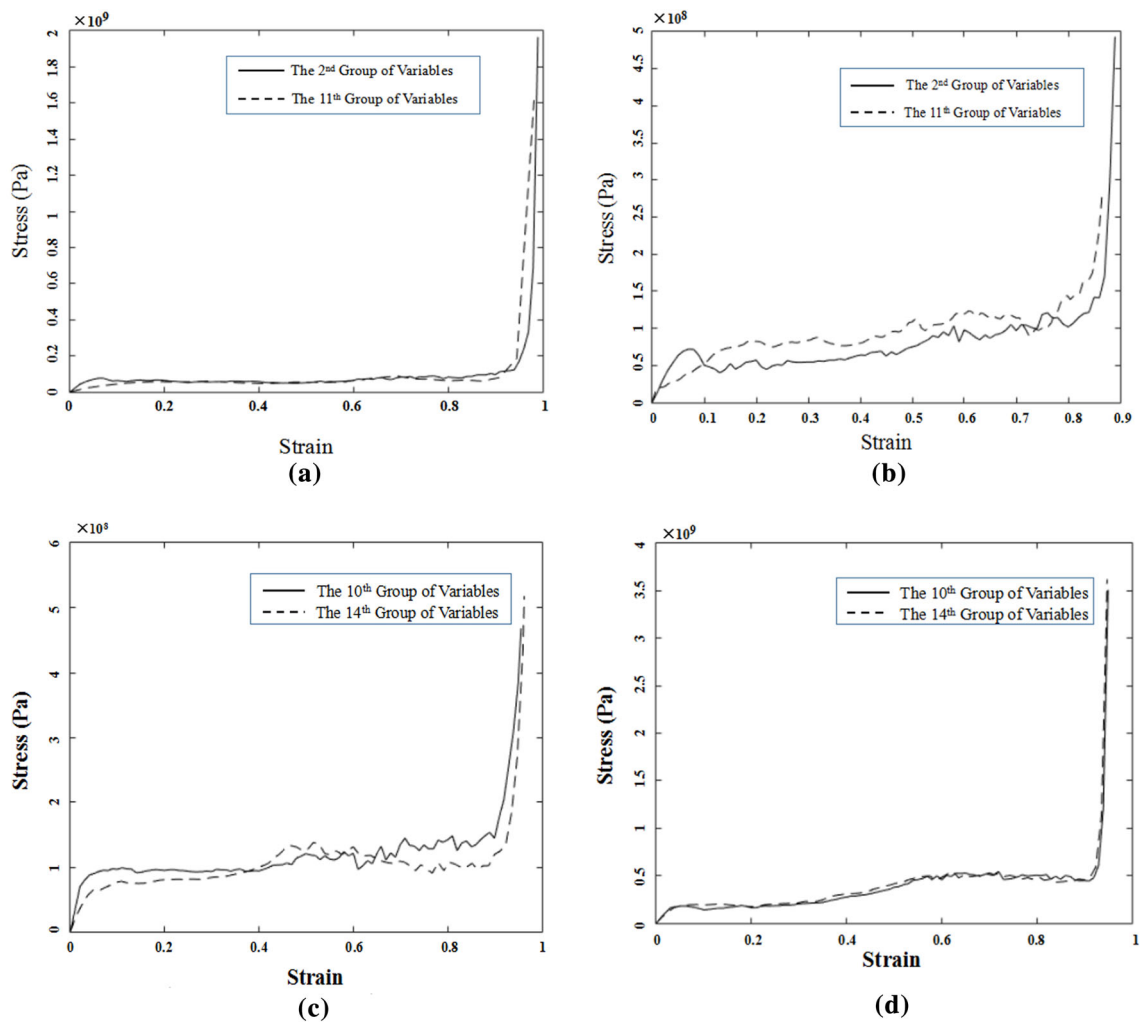 ×10⁹
2
1.8
1.6
1.4
1.2
1
0.8
0.6
0.4
0.2
0
Stress (Pa)
The 2nd Group of Variables
The 11th Group of Variables
0 0.2 0.4 0.6 0.8 1
Strain
(a)
×10⁸
5
4.5
4
3.5
3
2.5
2
1.5
1
0.5
0
Stress (Pa)
The 2nd Group of Variables
The 11th Group of Variables
0 0.1 0.2 0.3 0.4 0.5 0.6 0.7 0.8 0.9
Strain
(b)
×10⁸
6
5
4
3
2
1
0
Stress (Pa)
The 10th Group of Variables
The 14th Group of Variables
0 0.2 0.4 0.6 0.8 1
Strain
(c)
×10⁹
4
3.5
3
2.5
2
1.5
1
0.5
0
Stress (Pa)
The 10th Group of Variables
The 14th Group of Variables
0 0.2 0.4 0.6 0.8 1
Strain
(d)